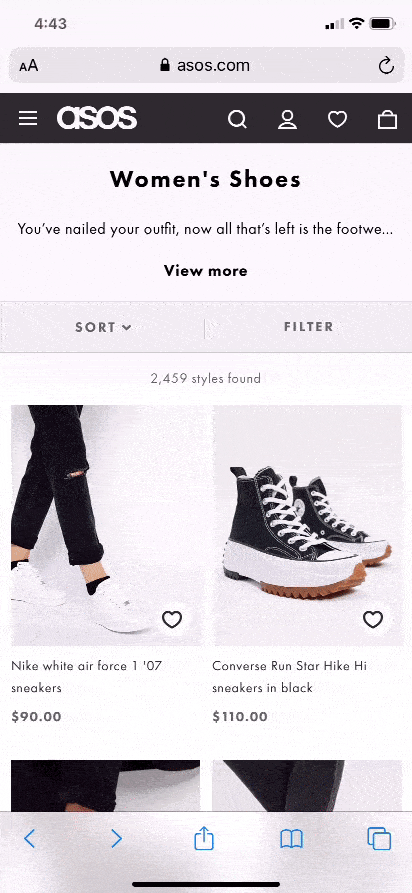 4:43
AA
asos.com
asos
Women's Shoes
You've nailed your outfit, now all that's left is the footwe...
View more
SORT
FILTER
2,459 styles found
Nike white air force 1 '07
sneakers
$90.00
Converse Run Star Hike Hi
sneakers in black
$110.00